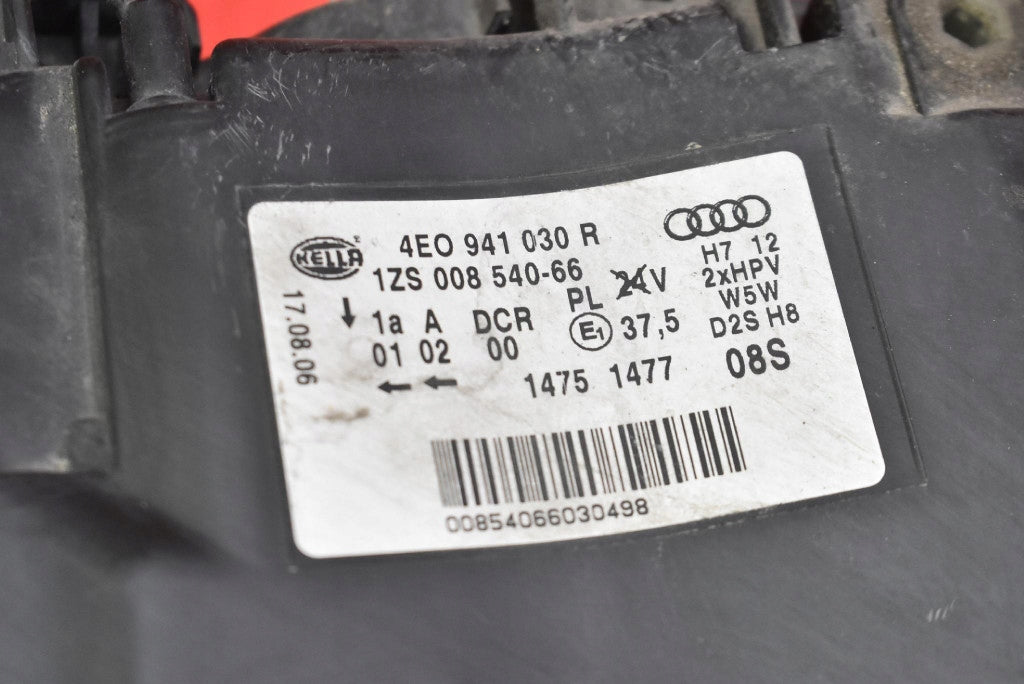 HELLA 4E0 941 030 R
1ZS 008 540-66
17.08.06
1a A DCR PL 24V
01 02 00 E1 37,5
H7 12
2xHPV
W5W
D2S H8
1475 1477 08S
00854066030498